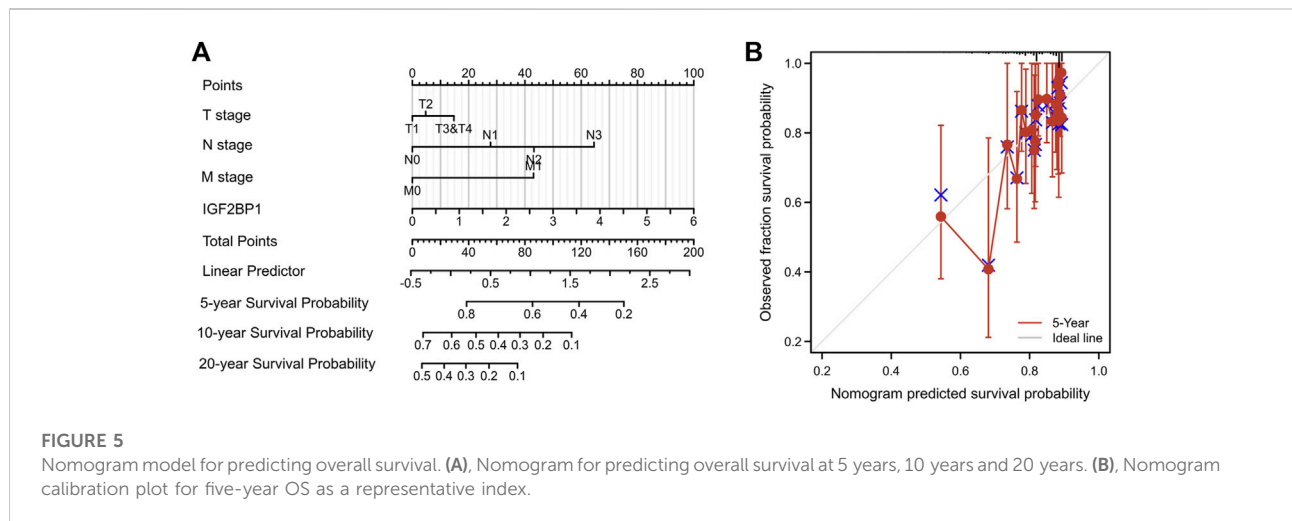 A
Points
0 20 40 60 80 100
T stage
T2
T1 T3&T4
N stage
N1 N3
N0 N2
M stage
M1
M0
IGF2BP1
0 1 2 3 4 5 6
Total Points
0 40 80 120 160 200
Linear Predictor
-0.5 0.5 1.5 2.5
5-year Survival Probability
0.8 0.6 0.4 0.2
10-year Survival Probability
0.7 0.6 0.5 0.4 0.3 0.2 0.1
20-year Survival Probability
0.5 0.4 0.3 0.2 0.1
B
Observed fraction survival probability
1.0
0.8
0.6
0.4
0.2
5-Year
Ideal line
0.2 0.4 0.6 0.8 1.0
Nomogram predicted survival probability
FIGURE 5
Nomogram model for predicting overall survival. (A), Nomogram for predicting overall survival at 5 years, 10 years and 20 years. (B), Nomogram
calibration plot for five-year OS as a representative index.